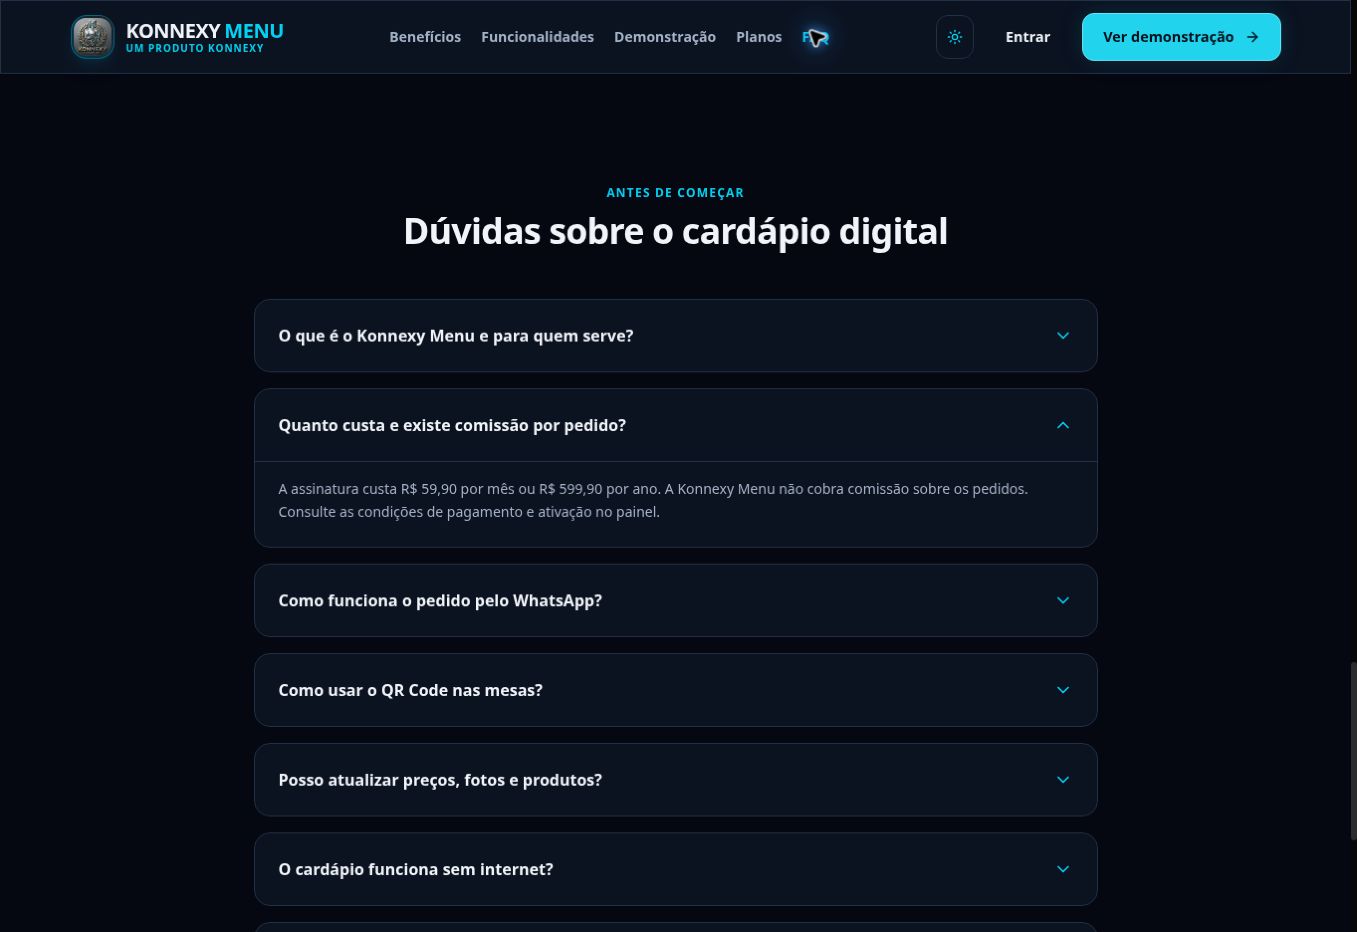 KONNEXY MENU
UM PRODUTO KONNEXY
Benefícios
Funcionalidades
Demonstração
Planos
Entrar
Ver demonstração
ANTES DE COMEÇAR
Dúvidas sobre o cardápio digital
O que é o Konnexy Menu e para quem serve?
Quanto custa e existe comissão por pedido?
A assinatura custa R$ 59,90 por mês ou R$ 599,90 por ano. A Konnexy Menu não cobra comissão sobre os pedidos.
Consulte as condições de pagamento e ativação no painel.
Como funciona o pedido pelo WhatsApp?
Como usar o QR Code nas mesas?
Posso atualizar preços, fotos e produtos?
O cardápio funciona sem internet?